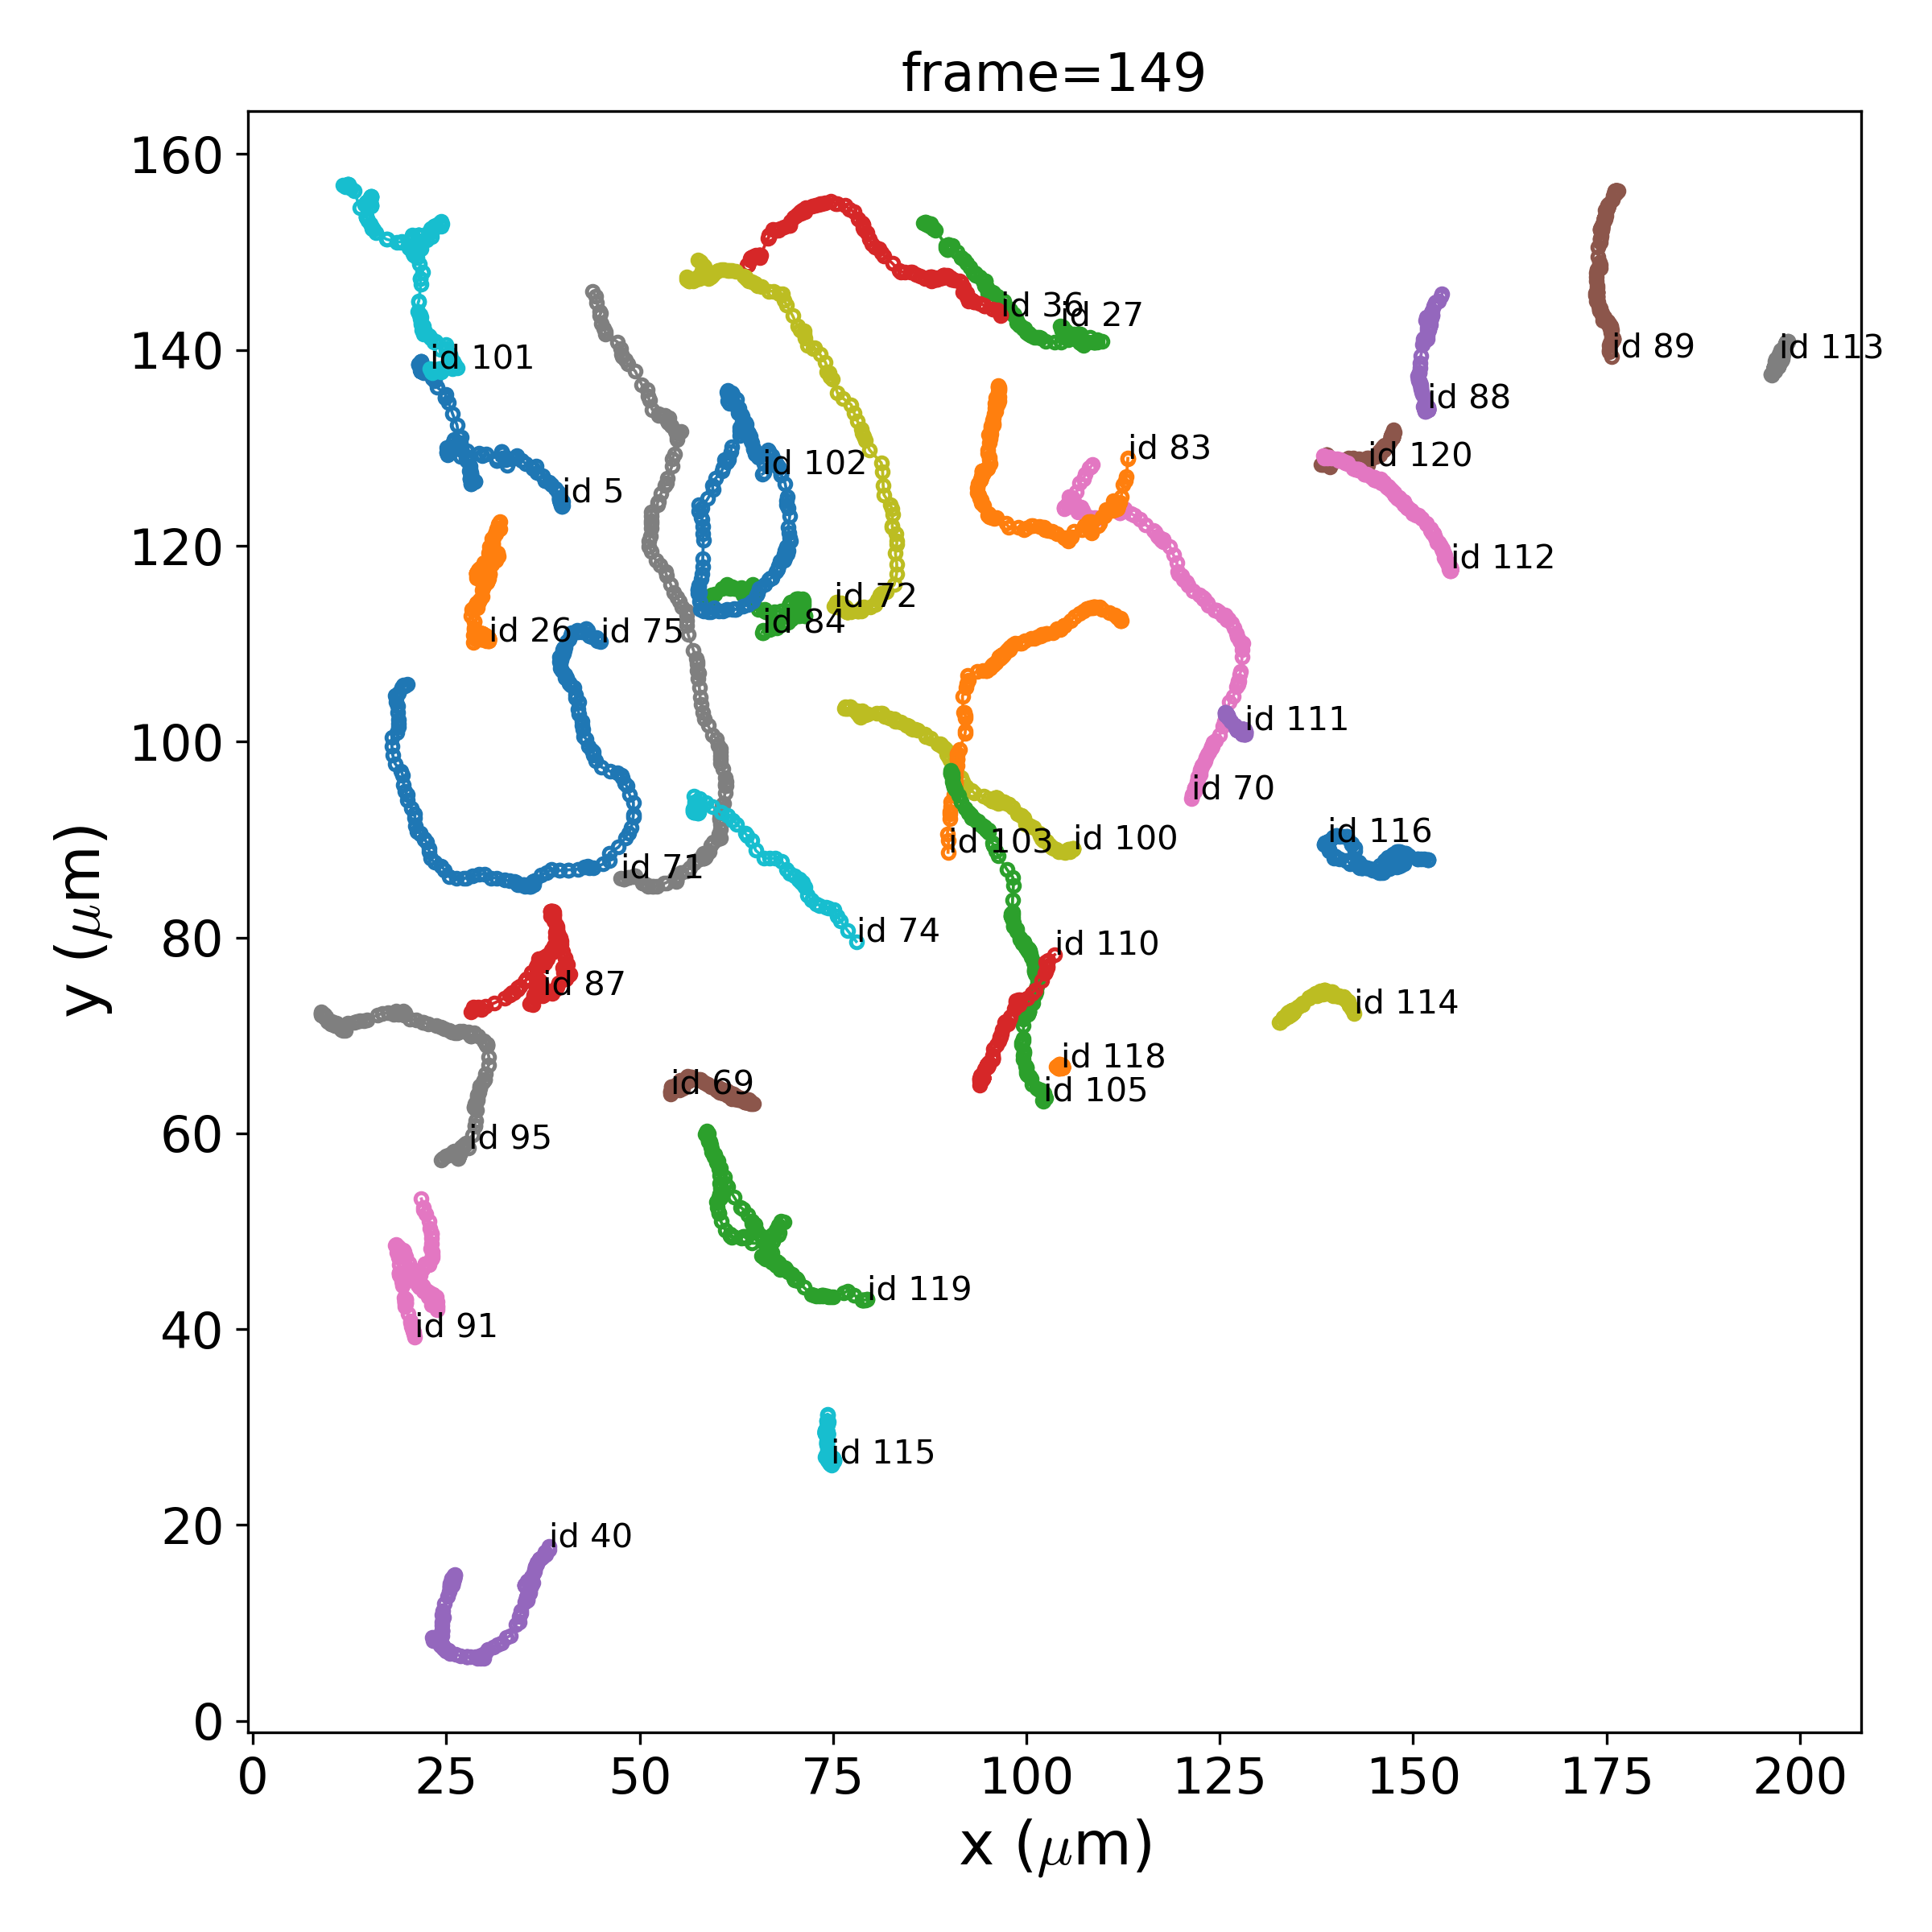 frame=149
160
140
120
100
80
60
40
20
0
y (μm)
id 36
id 27
id 101
id 89
id 113
id 88
id 83
id 102
id 120
id 5
id 112
id 72
id 84
id 26
id 75
id 111
id 70
id 103
id 100
id 116
id 71
id 74
id 110
id 87
id 114
id 118
id 105
id 69
id 95
id 119
id 91
id 115
id 40
0 25 50 75 100 125 150 175 200
x (μm)